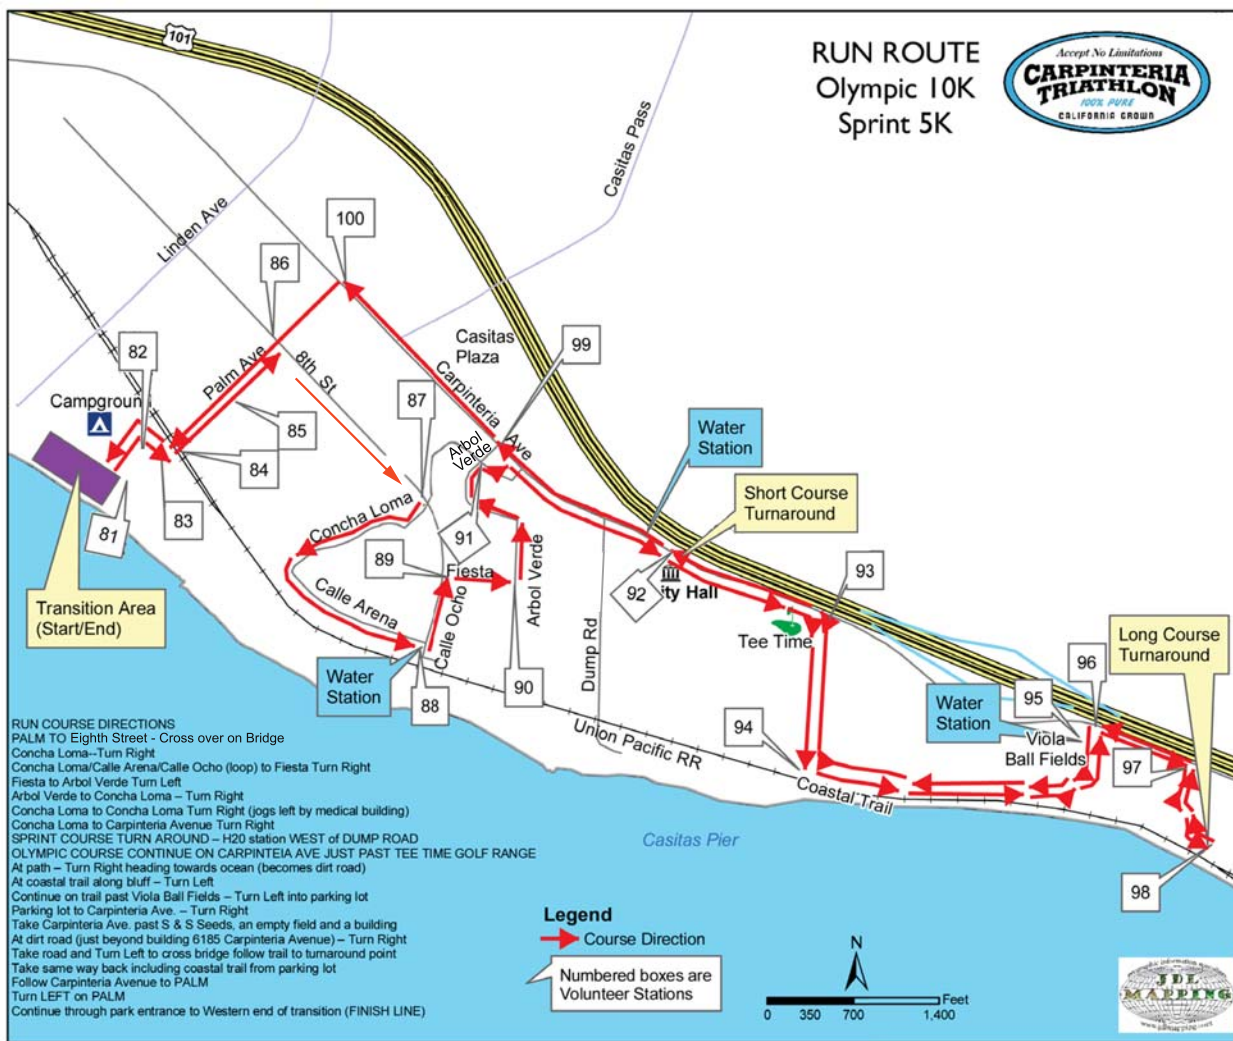 101
RUN ROUTE
Olympic 10K
Sprint 5K
Accept No Limitations
CARPINTERIA
TRIATHLON
100% PURE
CALIFORNIA GROWN
Casitas Pass
Linden Ave
100
86
82
Casitas
Plaza
99
Palm Ave
8th St
Carpinteria Ave
87
Campgroun
85
Arbol
Verde
Water
Station
84
83
81
Short Course
Turnaround
Concha Loma
91
89
Fiesta
Arbol Verde
92
ity Hall
93
Transition Area
(Start/End)
Calle Arena
Calle Ocho
Dump Rd
Tee Time
Long Course
Turnaround
96
Water
Station
88
90
95
Water
Station
94
Viola
Ball Fields
97
Union Pacific RR
Coastal Trail
Casitas Pier
98
RUN COURSE DIRECTIONS
PALM TO Eighth Street - Cross over on Bridge
Concha Loma--Turn Right
Concha Loma/Calle Arena/Calle Ocho (loop) to Fiesta Turn Right
Fiesta to Arbol Verde Turn Left
Arbol Verde to Concha Loma – Turn Right
Concha Loma to Concha Loma Turn Right (jogs left by medical building)
Concha Loma to Carpinteria Avenue Turn Right
SPRINT COURSE TURN AROUND – H20 station WEST of DUMP ROAD
OLYMPIC COURSE CONTINUE ON CARPINTEIA AVE JUST PAST TEE TIME GOLF RANGE
At path – Turn Right heading towards ocean (becomes dirt road)
At coastal trail along bluff – Turn Left
Continue on trail past Viola Ball Fields – Turn Left into parking lot
Parking lot to Carpinteria Ave. – Turn Right
Take Carpinteria Ave. past S & S Seeds, an empty field and a building
At dirt road (just beyond building 6185 Carpinteria Avenue) – Turn Right
Take road and Turn Left to cross bridge follow trail to turnaround point
Take same way back including coastal trail from parking lot
Follow Carpinteria Avenue to PALM
Turn LEFT on PALM
Continue through park entrance to Western end of transition (FINISH LINE)
Legend
Course Direction
Numbered boxes are
Volunteer Stations
N
Feet
0 350 700 1,400
JDL
MAPPING